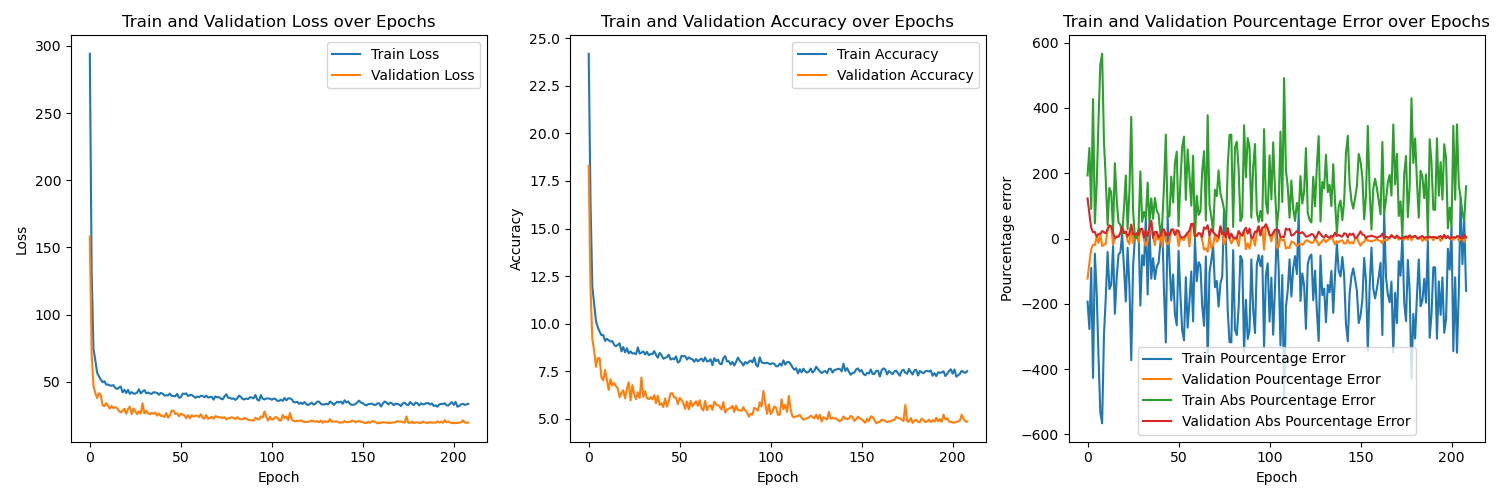 Train and Validation Loss over Epochs
300
250
200
150
100
50
0
50
100
150
200
Loss
Epoch
Train Loss
Validation Loss
Train and Validation Accuracy over Epochs
25.0
22.5
20.0
17.5
15.0
12.5
10.0
7.5
5.0
0
50
100
150
200
Accuracy
Epoch
Train Accuracy
Validation Accuracy
Train and Validation Pourcentage Error over Epochs
600
400
200
0
−200
−400
−600
0
50
100
150
200
Pourcentage error
Epoch
Train Pourcentage Error
Validation Pourcentage Error
Train Abs Pourcentage Error
Validation Abs Pourcentage Error